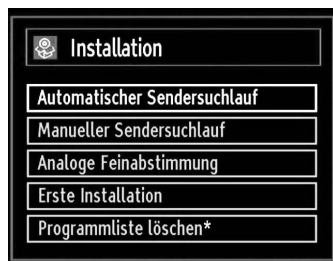 Installation
Automatischer Sendersuchlauf
Manueller Sendersuchlauf
Analoge Feinabstimmung
Erste Installation
Programmliste löschen*